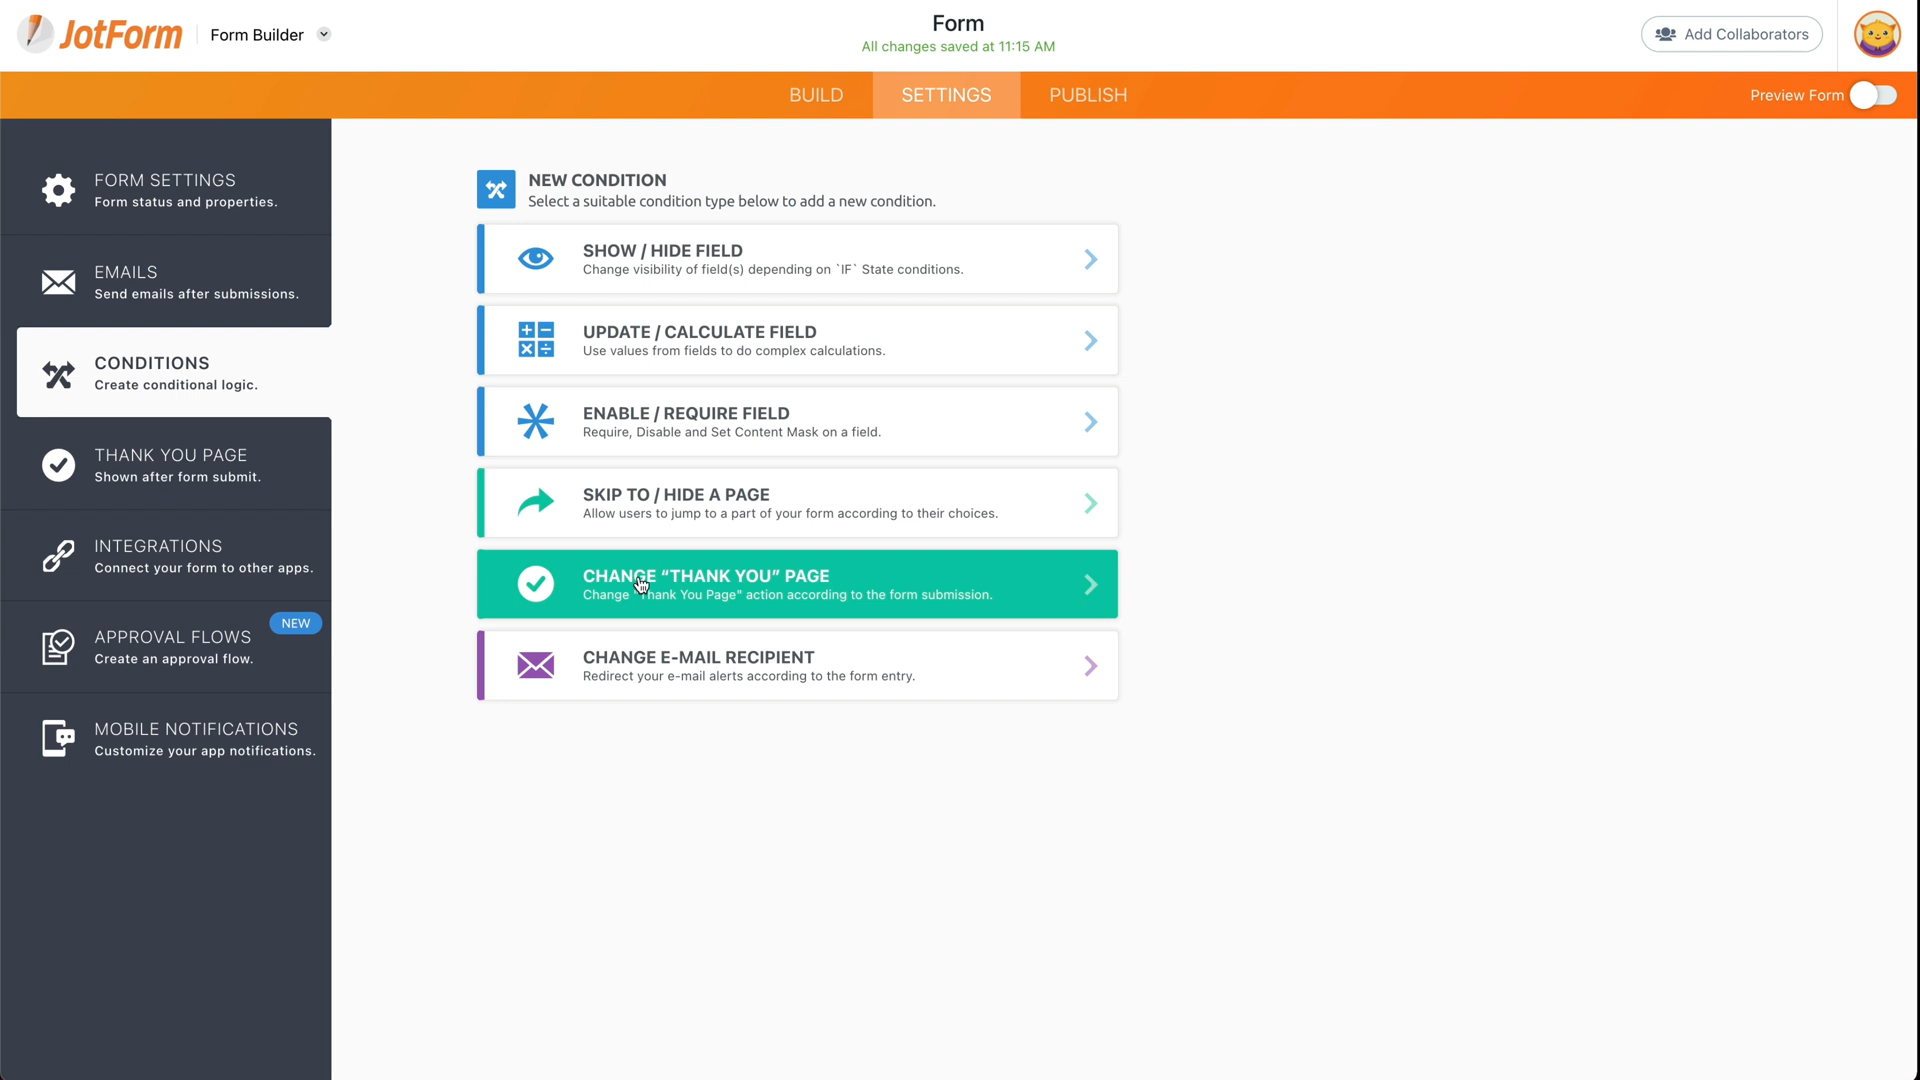 JotForm
Form Builder
Form
All changes saved at 11:15 AM
Add Collaborators
BUILD
SETTINGS
PUBLISH
Preview Form
FORM SETTINGS
Form status and properties.
EMAILS
Send emails after submissions.
CONDITIONS
Create conditional logic.
THANK YOU PAGE
Shown after form submit.
INTEGRATIONS
Connect your form to other apps.
NEW
APPROVAL FLOWS
Create an approval flow.
MOBILE NOTIFICATIONS
Customize your app notifications.
NEW CONDITION
Select a suitable condition type below to add a new condition.
SHOW / HIDE FIELD
Change visibility of field(s) depending on `IF` State conditions.
UPDATE / CALCULATE FIELD
Use values from fields to do complex calculations.
ENABLE / REQUIRE FIELD
Require, Disable and Set Content Mask on a field.
SKIP TO / HIDE A PAGE
Allow users to jump to a part of your form according to their choices.
CHANGE “THANK YOU” PAGE
Change "Thank You Page" action according to the form submission.
CHANGE E-MAIL RECIPIENT
Redirect your e-mail alerts according to the form entry.